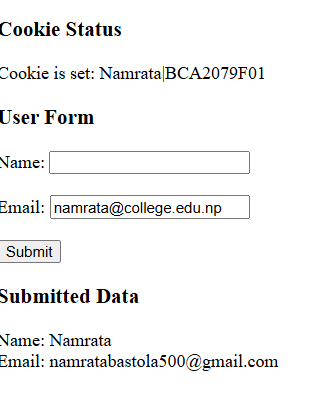 Cookie Status
Cookie is set: Namrata|BCA2079F01
User Form
Name:
Email: namrata@college.edu.np
Submit
Submitted Data
Name: Namrata
Email: namratabastola500@gmail.com